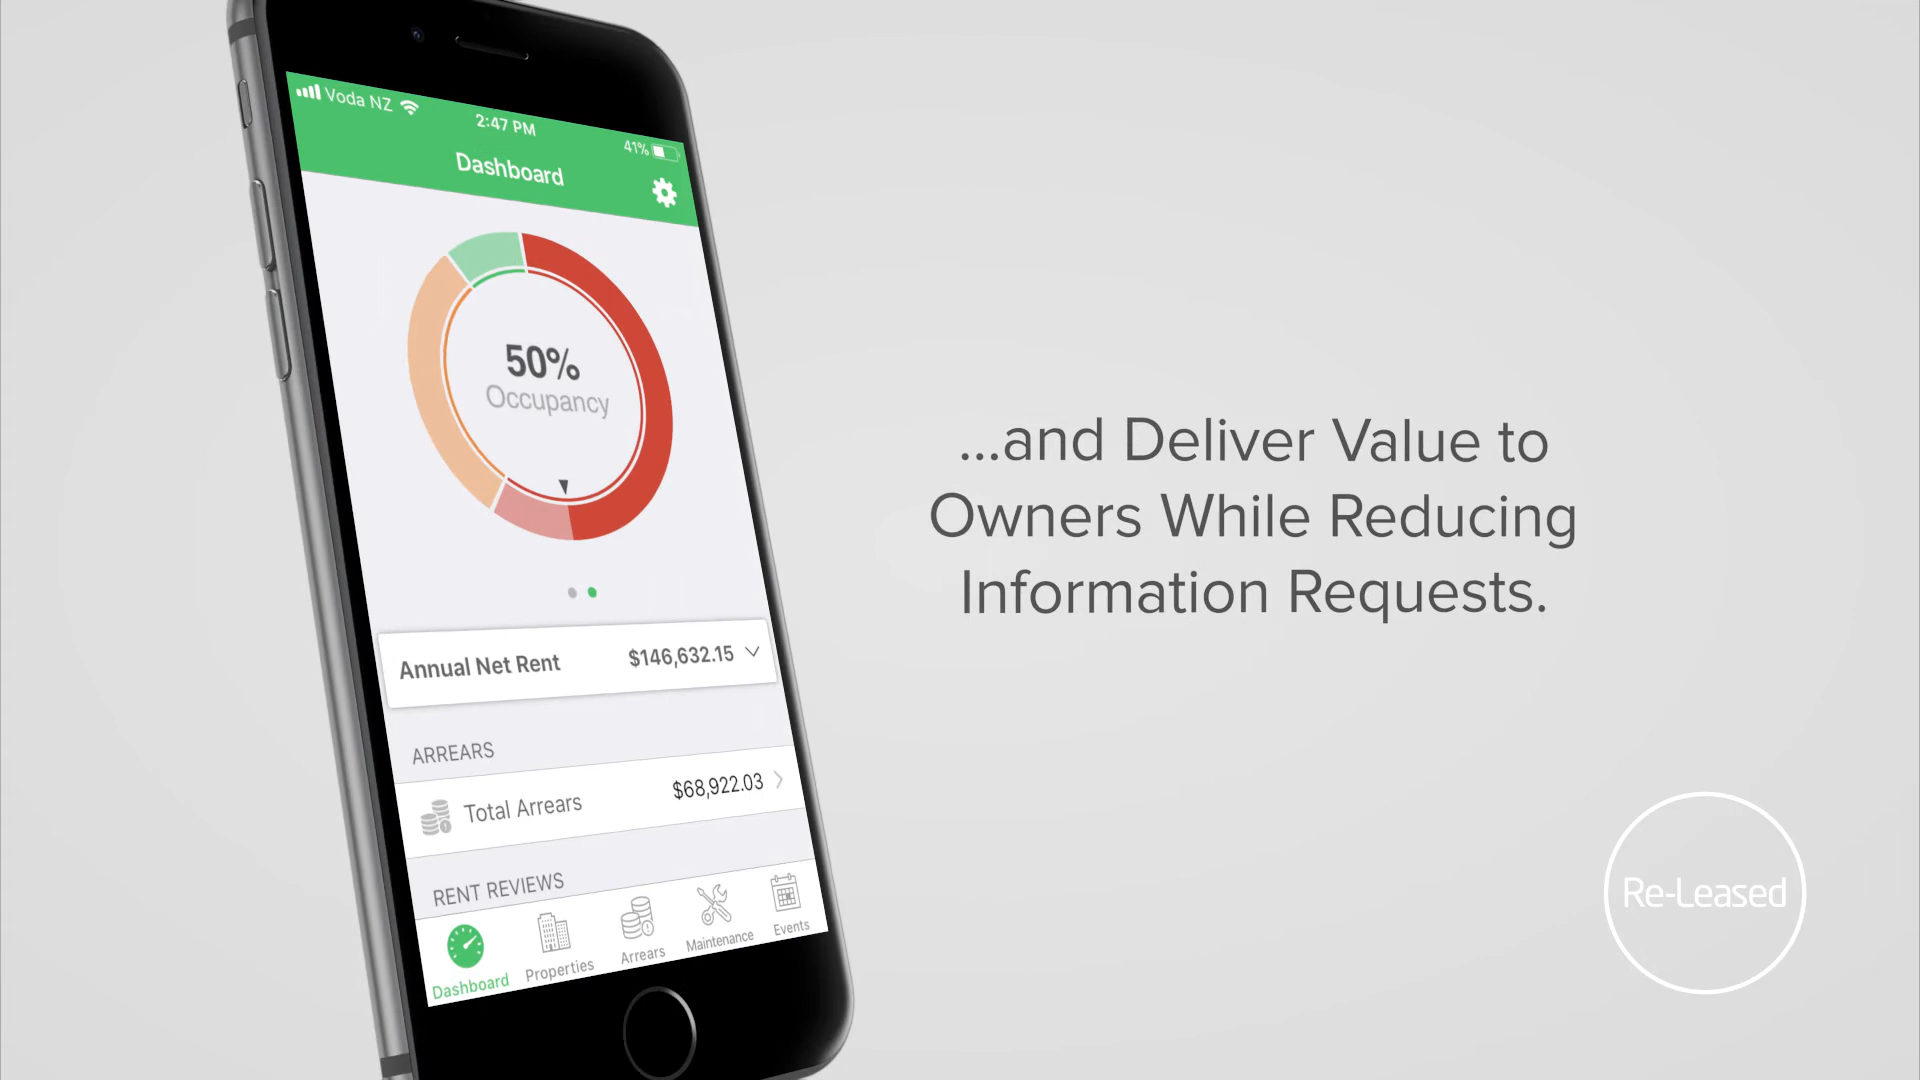 Voda NZ
2:47 PM
41%
Dashboard
50%
Occupancy
Annual Net Rent $146,632.15
ARREARS
Total Arrears $68,922.03
RENT REVIEWS
Dashboard Properties Arrears Maintenance Events
...and Deliver Value to
Owners While Reducing
Information Requests.
Re-Leased